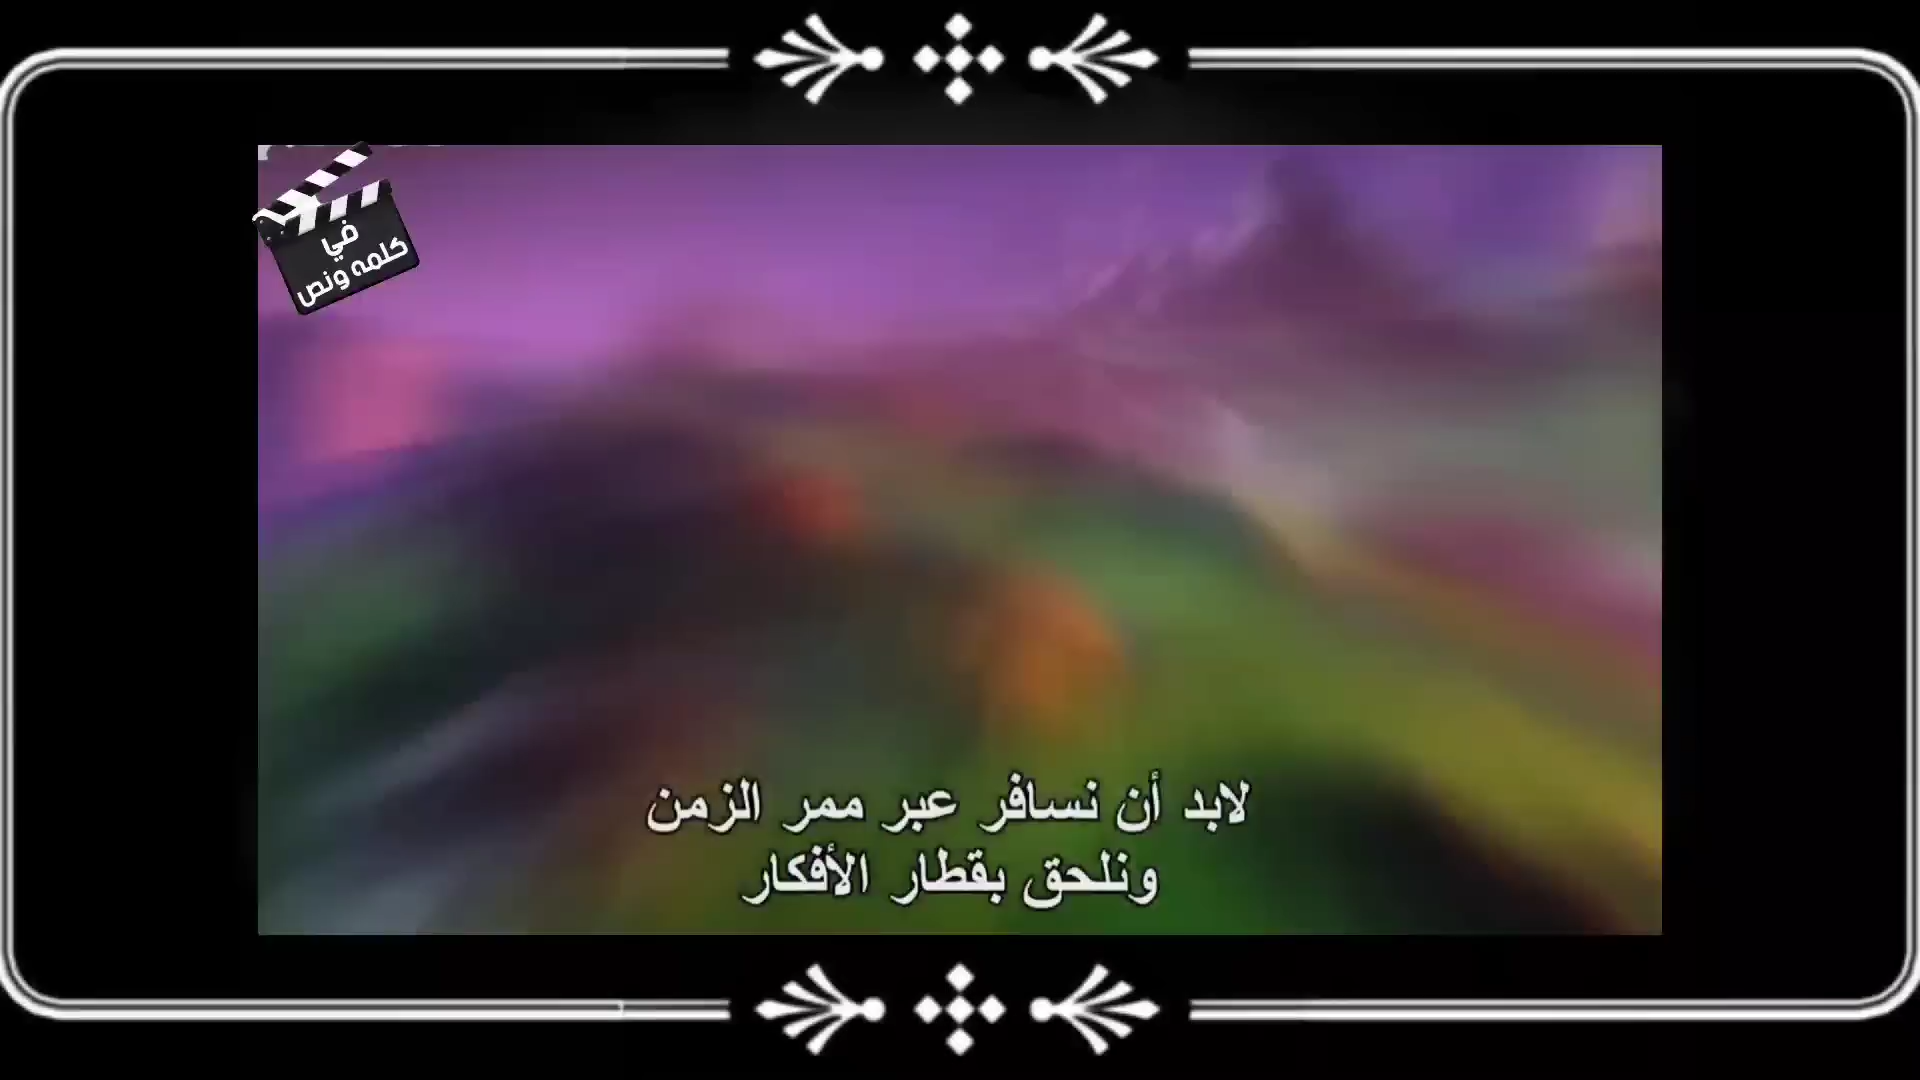 في
كلمه ونص
لابد أن نسافر عبر ممر الزمن
ونلحق بقطار الأفكار